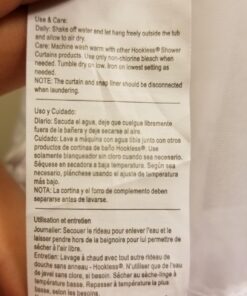 Use & Care:
Daily: Shake off water and let hang freely outside the tub
and allow to air dry.
Care: Machine wash warm with other Hookless® Shower
Curtains products. Use only non-chlorine bleach when
needed. Tumble dry on low. Iron on lowest setting as
needed.
NOTE: The curtain and snap liner should be disconnected
when laundering.
Uso y Cuidado:
Diario: Sacuda el agua, deje que cuelgue libremente
fuera de la bañera y deje secarse al aire.
Cuidado: Lave a máquina con agua tibia junto con otros
productos de cortinas de baño Hookless®. Use
solamente blanqueador sin cloro cuando sea necesario.
Séquese en secadora a baja temperatura. Según sea
necesario, plánchese usando el ajuste de temperatura
más bajo.
NOTA: La cortina y el forro de complemento deben
separarse antes de lavarse.
Utilisation et entretien
Journalier: Secouer le rideau pour enlever l'eau et le
laisser pendre hors de la baignoire pour lui permettre de
sécher à l'air libre.
Entretien: Lavage à chaud avec tout autre rideau de
douche sans anneau - Hookless®. N'utiliser que de l'eau
de javel sans chlore, si nécessaire. Sécher au sèche-linge à
température basse. Repasser à température la plus
basse, selon les besoins.